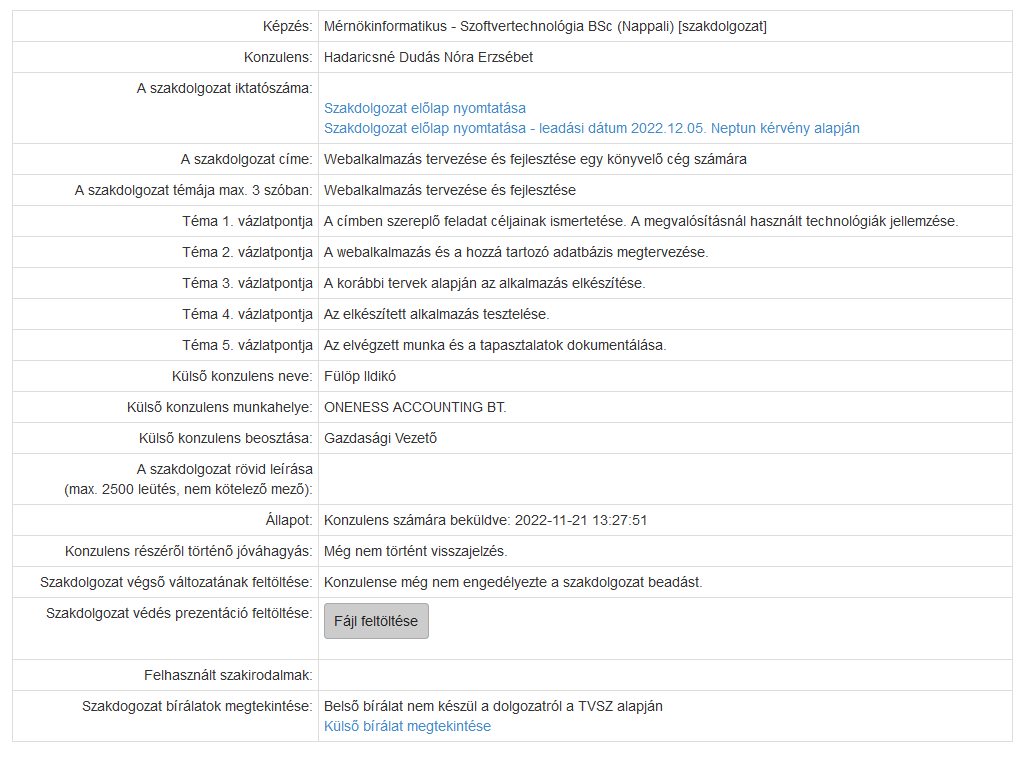 Képzés: Mérnökinformatikus - Szoftvertechnológia BSc (Nappali) [szakdolgozat]
Konzulens: Hadaricsné Dudás Nóra Erzsébet
A szakdolgozat iktatószáma:
Szakdolgozat előlap nyomtatása
Szakdolgozat előlap nyomtatása - leadási dátum 2022.12.05. Neptun kérvény alapján
A szakdolgozat címe: Webalkalmazás tervezése és fejlesztése egy könyvelő cég számára
A szakdolgozat témája max. 3 szóban: Webalkalmazás tervezése és fejlesztése
Téma 1. vázlatpontja A címben szereplő feladat céljainak ismertetése. A megvalósításnál használt technológiák jellemzése.
Téma 2. vázlatpontja A webalkalmazás és a hozzá tartozó adatbázis megtervezése.
Téma 3. vázlatpontja A korábbi tervek alapján az alkalmazás elkészítése.
Téma 4. vázlatpontja Az elkészített alkalmazás tesztelése.
Téma 5. vázlatpontja Az elvégzett munka és a tapasztalatok dokumentálása.
Külső konzulens neve: Fülöp Ildikó
Külső konzulens munkahelye: ONENESS ACCOUNTING BT.
Külső konzulens beosztása: Gazdasági Vezető
A szakdolgozat rövid leírása
(max. 2500 leütés, nem kötelező mező):
Állapot: Konzulens számára beküldve: 2022-11-21 13:27:51
Konzulens részéről történő jóváhagyás: Még nem történt visszajelzés.
Szakdolgozat végső változatának feltöltése: Konzulense még nem engedélyezte a szakdolgozat beadást.
Szakdolgozat védés prezentáció feltöltése: Fájl feltöltése
Felhasznált szakirodalmak:
Szakdogozat bírálatok megtekintése: Belső bírálat nem készül a dolgozatról a TVSZ alapján
Külső bírálat megtekintése